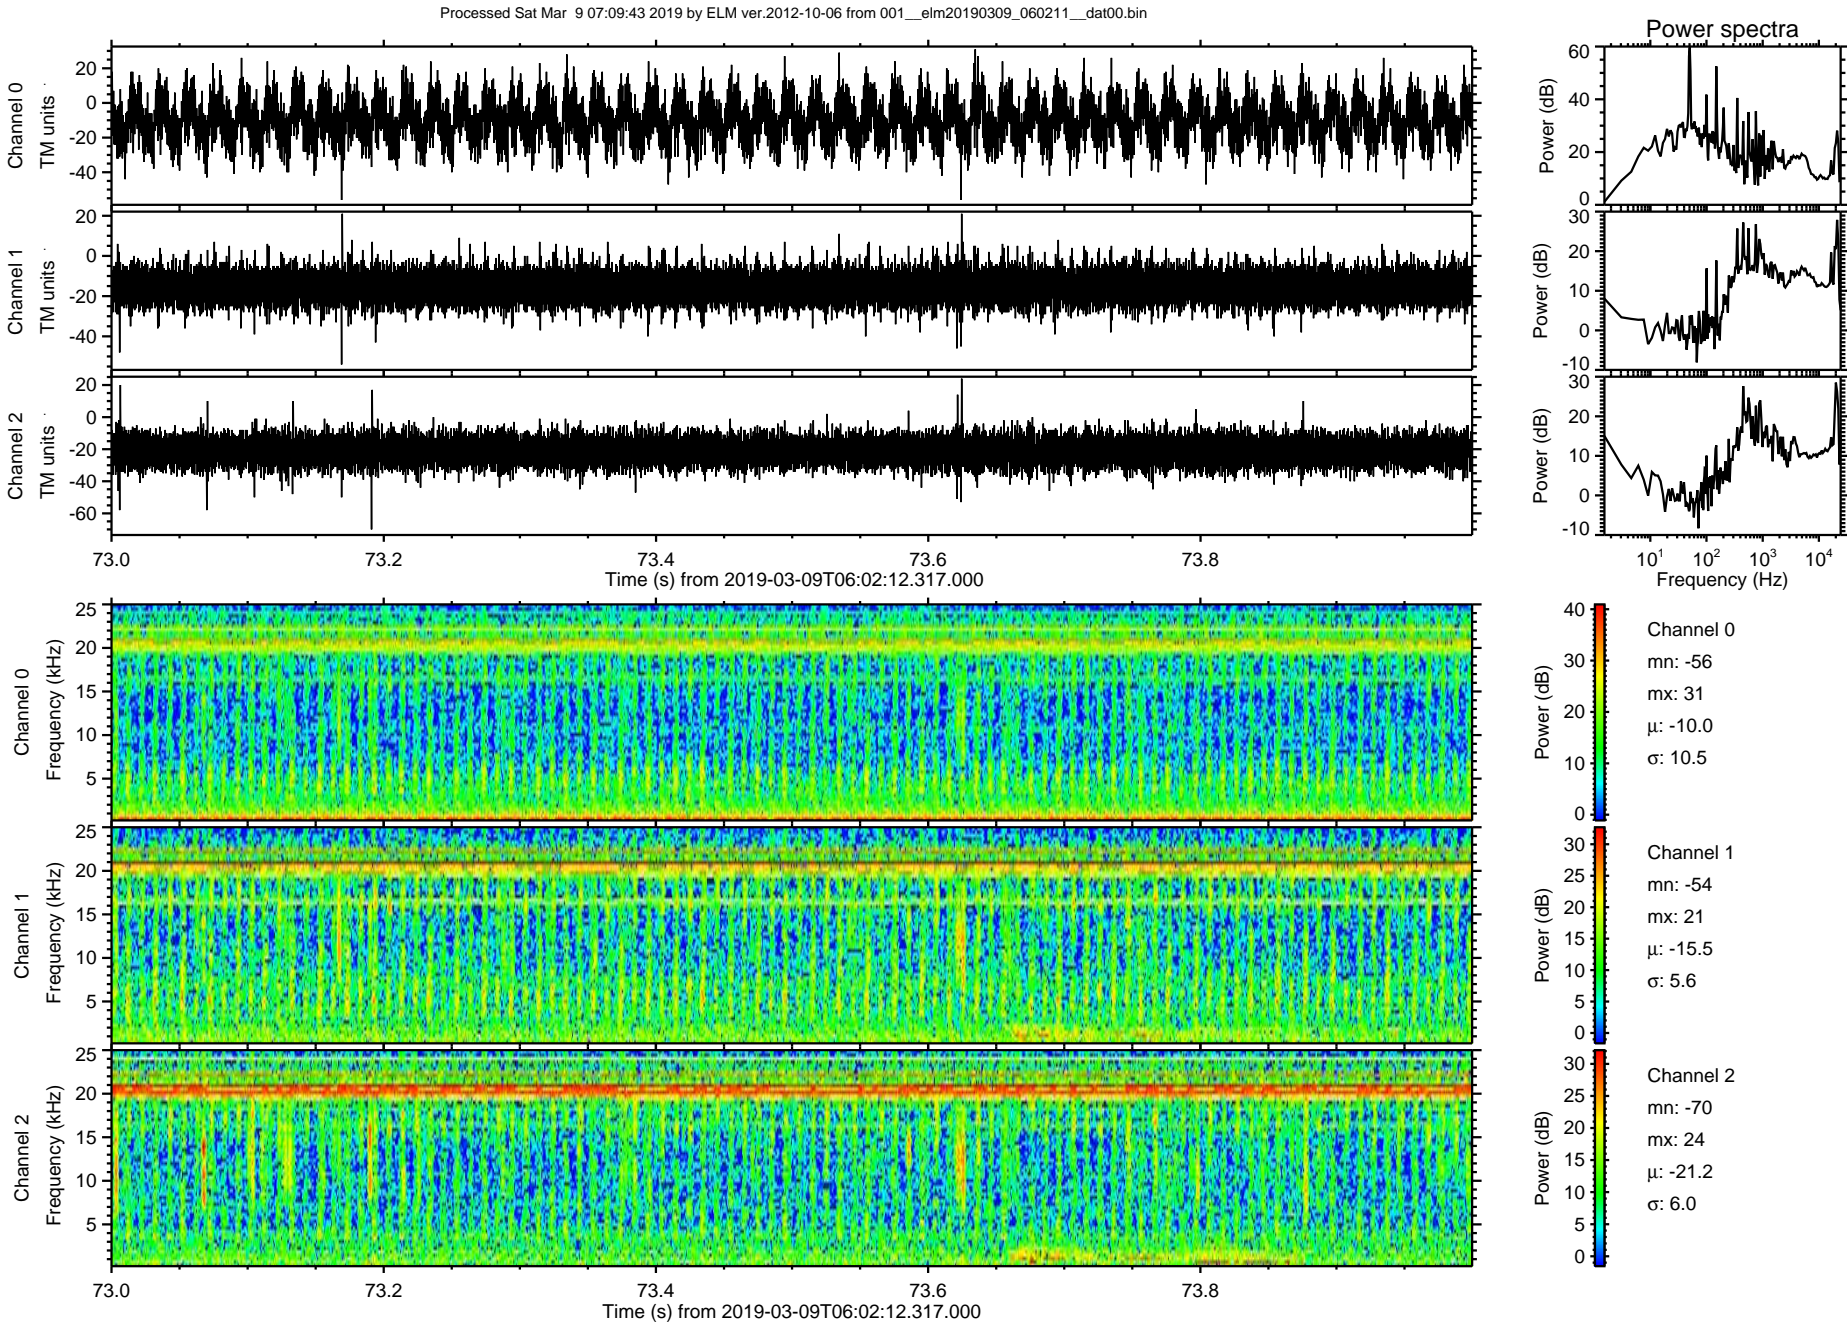 Processed Sat Mar  9 07:09:43 2019 by ELM ver.2012-10-06 from 001__elm20190309_060211__dat00.bin
Power spectra
Channel 0
TM units
20
0
-20
-40
Power (dB)
60
40
20
0
Channel 1
TM units
20
0
-20
-40
Power (dB)
30
20
10
0
-10
Channel 2
TM units
20
0
-20
-40
-60
Power (dB)
30
20
10
0
-10
73.0 73.2 73.4 73.6 73.8
Time (s) from 2019-03-09T06:02:12.317.000
10^1 10^2 10^3 10^4
Frequency (Hz)
Channel 0
Frequency (kHz)
25
20
15
10
5
Power (dB)
40
30
20
10
0
Channel 0
mn: -56
mx: 31
μ: -10.0
σ: 10.5
Channel 1
Frequency (kHz)
25
20
15
10
5
Power (dB)
30
25
20
15
10
5
0
Channel 1
mn: -54
mx: 21
μ: -15.5
σ: 5.6
Channel 2
Frequency (kHz)
25
20
15
10
5
Power (dB)
30
25
20
15
10
5
0
Channel 2
mn: -70
mx: 24
μ: -21.2
σ: 6.0
73.0 73.2 73.4 73.6 73.8
Time (s) from 2019-03-09T06:02:12.317.000